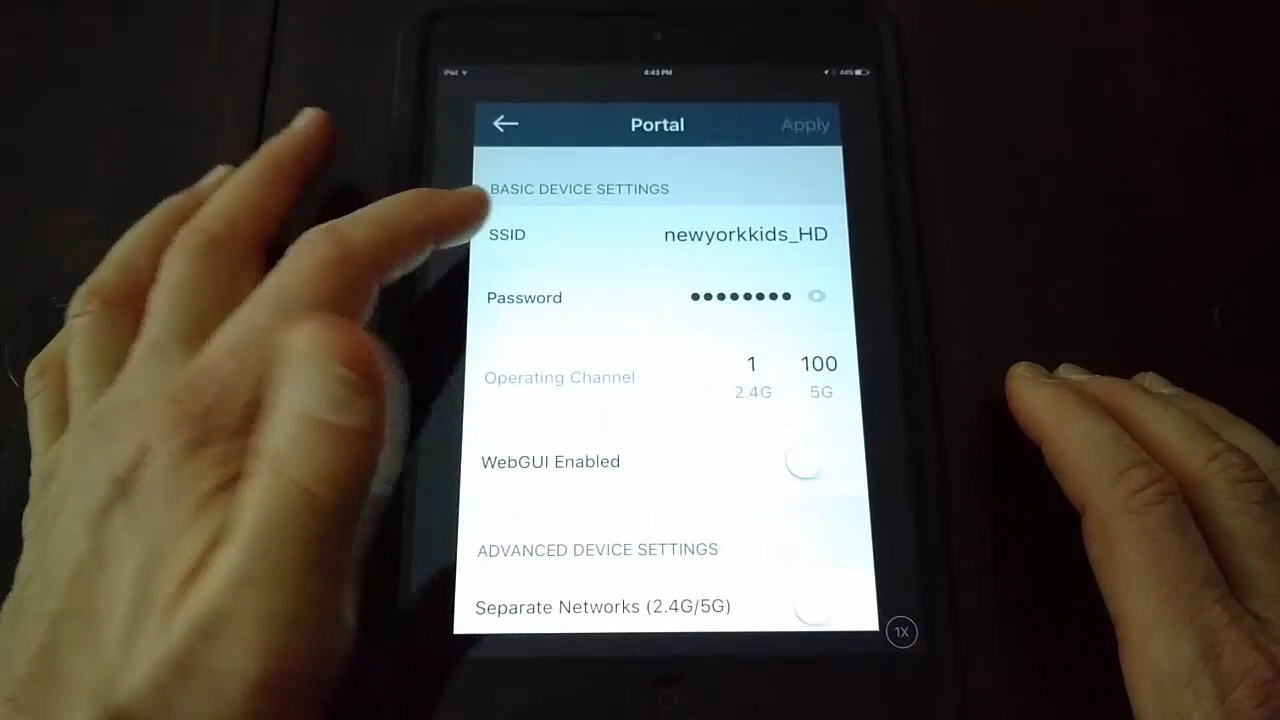 iPad 4:43 PM 44%
Portal Apply
BASIC DEVICE SETTINGS
SSID newyorkkids_HD
Password ●●●●●●●●
Operating Channel 1 100
2.4G 5G
WebGUI Enabled
ADVANCED DEVICE SETTINGS
Separate Networks (2.4G/5G)
1X